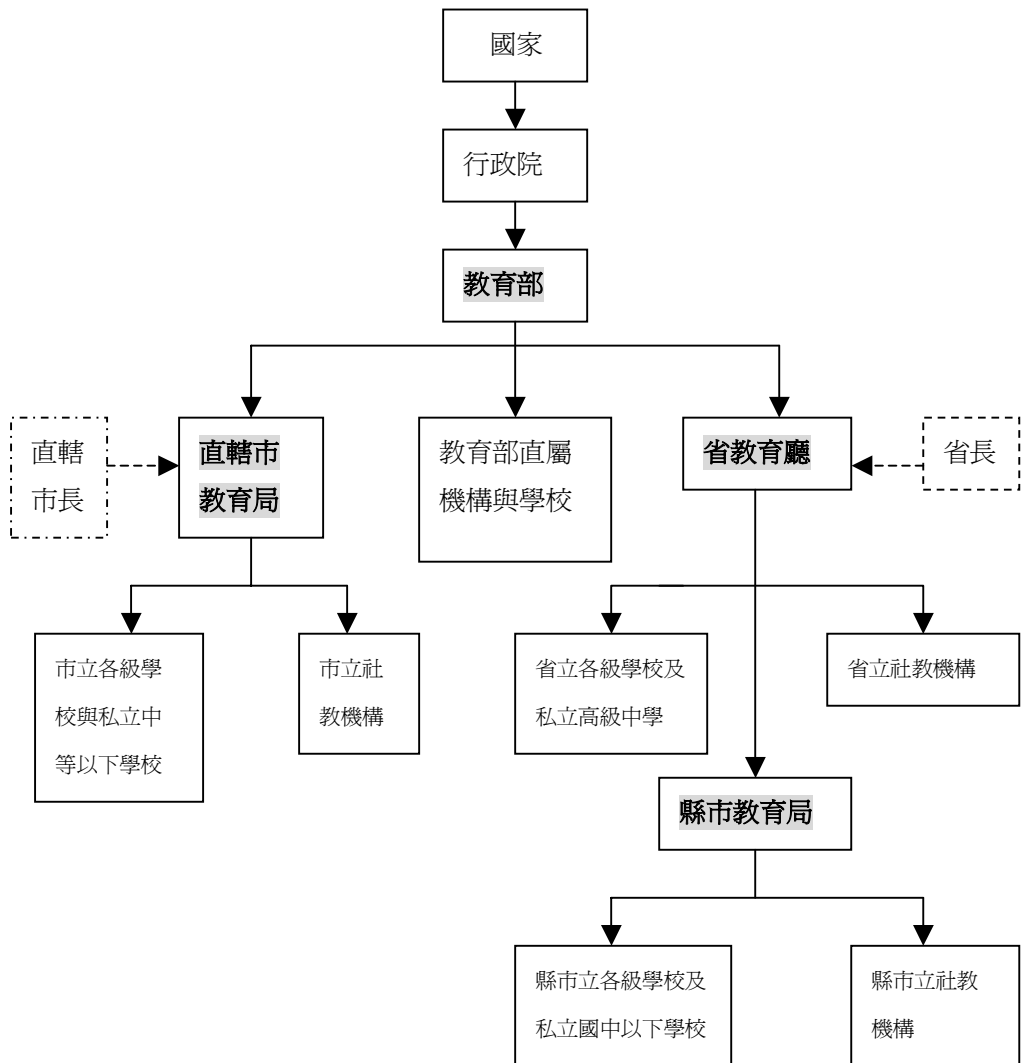 國家
行政院
教育部
直轄
市長
直轄市
教育局
教育部直屬
機構與學校
省教育廳
省長
市立各級學
校與私立中
等以下學校
市立社
教機構
省立各級學校及
私立高級中學
省立社教機構
縣市教育局
縣市立各級學校及
私立國中以下學校
縣市立社教
機構